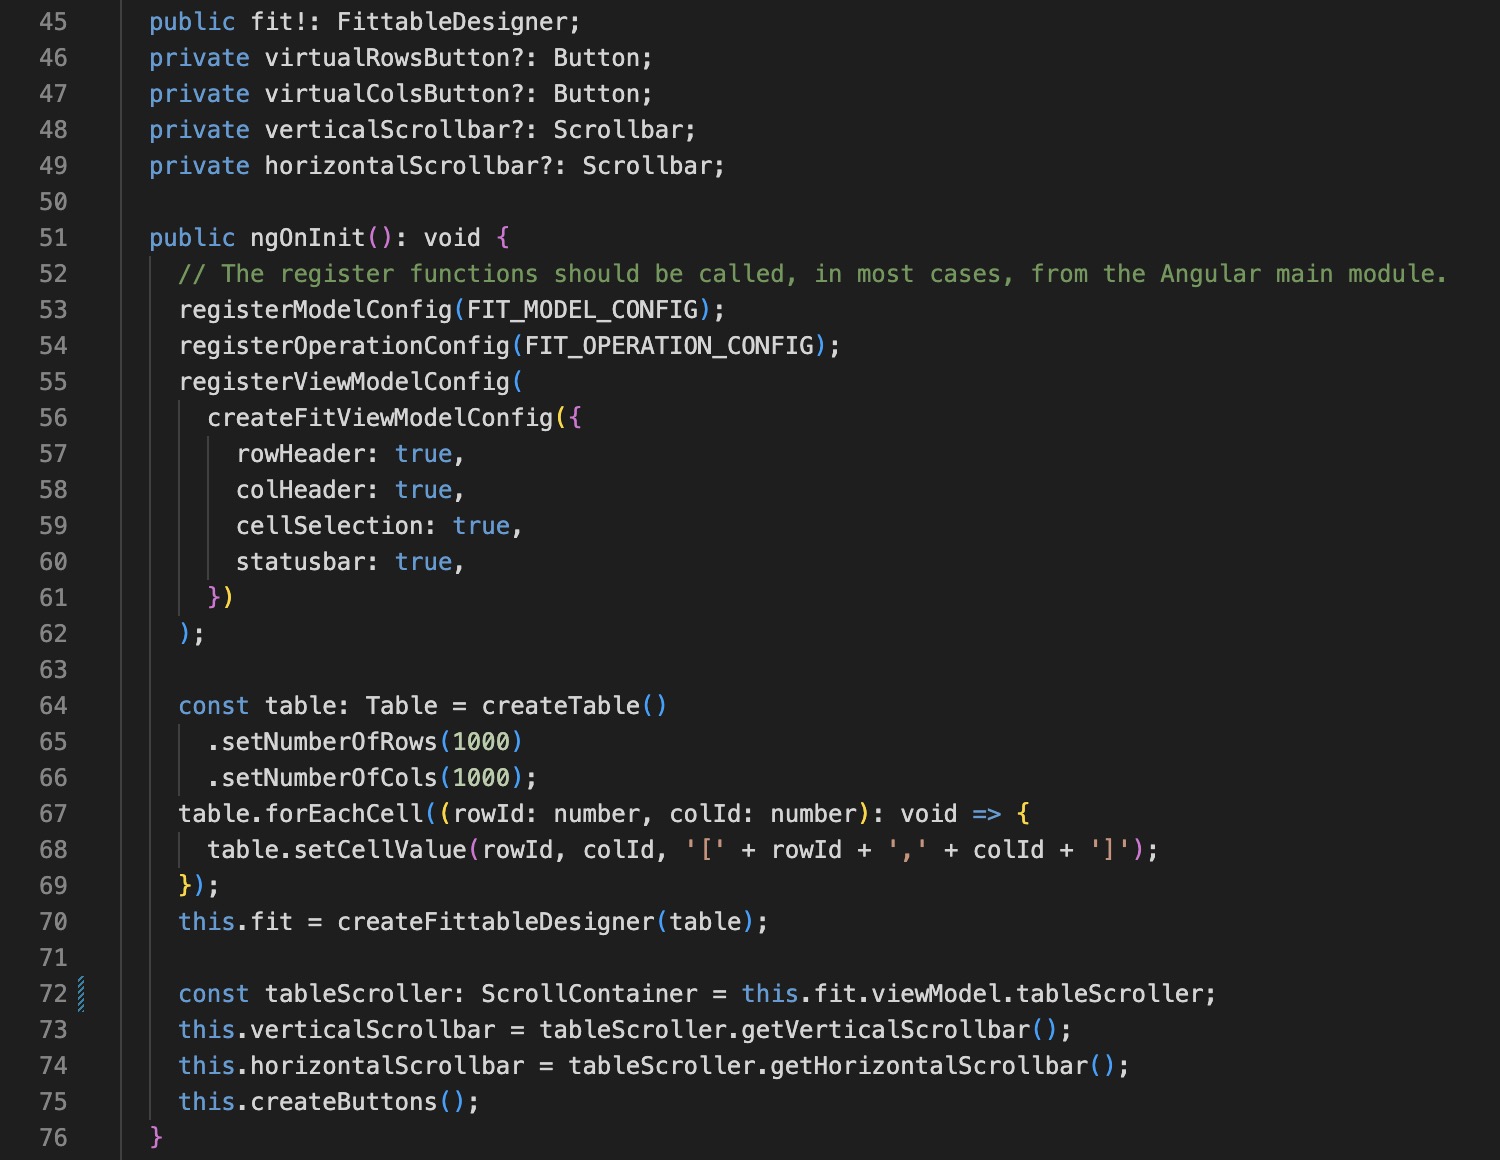 45 public fit!: FittableDesigner;
46 private virtualRowsButton?: Button;
47 private virtualColsButton?: Button;
48 private verticalScrollbar?: Scrollbar;
49 private horizontalScrollbar?: Scrollbar;
50
51 public ngOnInit(): void {
52 // The register functions should be called, in most cases, from the Angular main module.
53 registerModelConfig(FIT_MODEL_CONFIG);
54 registerOperationConfig(FIT_OPERATION_CONFIG);
55 registerViewModelConfig(
56 createFitViewModelConfig({
57 rowHeader: true,
58 colHeader: true,
59 cellSelection: true,
60 statusbar: true,
61 })
62 );
63
64 const table: Table = createTable()
65 .setNumberOfRows(1000)
66 .setNumberOfCols(1000);
67 table.forEachCell((rowId: number, colId: number): void => {
68 table.setCellValue(rowId, colId, '[' + rowId + ',' + colId + ']');
69 });
70 this.fit = createFittableDesigner(table);
71
72 const tableScroller: ScrollContainer = this.fit.viewModel.tableScroller;
73 this.verticalScrollbar = tableScroller.getVerticalScrollbar();
74 this.horizontalScrollbar = tableScroller.getHorizontalScrollbar();
75 this.createButtons();
76 }